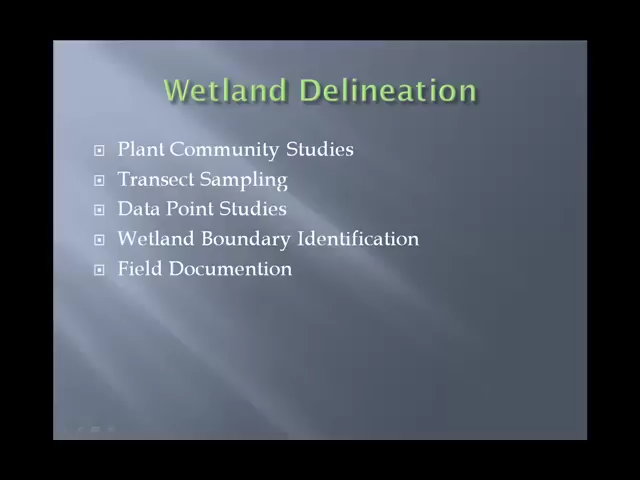 Wetland Delineation
Plant Community Studies
Transect Sampling
Data Point Studies
Wetland Boundary Identification
Field Documention